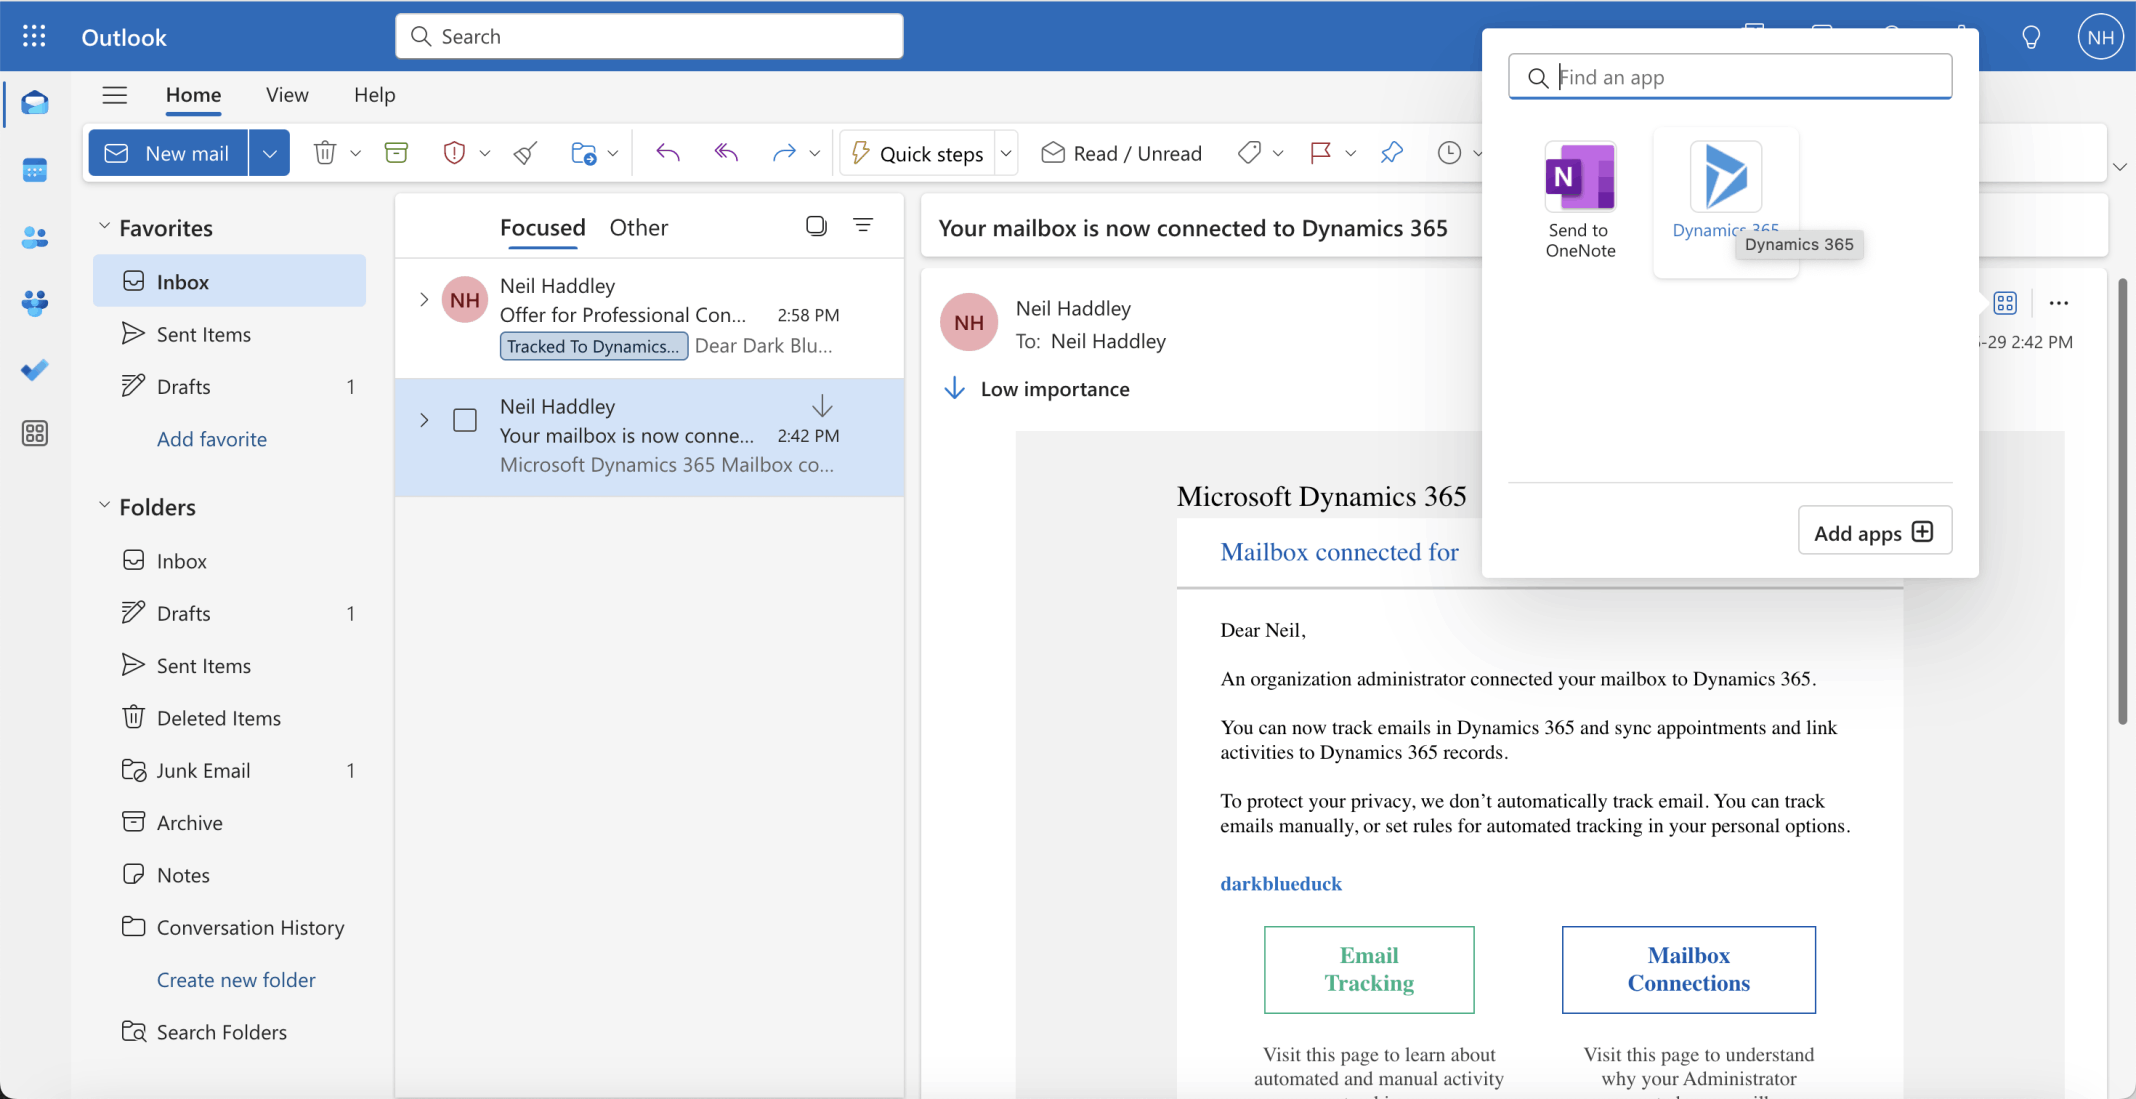 Outlook
Search
NH
Home
View
Help
New mail
Quick steps
Read / Unread
Find an app
N
Send to
OneNote
Dynamics 365
Dynamics 365
Add apps
Favorites
Inbox
Sent Items
Drafts 1
Add favorite
Folders
Inbox
Drafts 1
Sent Items
Deleted Items
Junk Email 1
Archive
Notes
Conversation History
Create new folder
Search Folders
Focused
Other
NH
Neil Haddley
Offer for Professional Con... 2:58 PM
Tracked To Dynamics... Dear Dark Blu...
Neil Haddley
Your mailbox is now conne... 2:42 PM
Microsoft Dynamics 365 Mailbox co...
Your mailbox is now connected to Dynamics 365
NH
Neil Haddley
To: Neil Haddley
-29 2:42 PM
Low importance
Microsoft Dynamics 365
Mailbox connected for
Dear Neil,
An organization administrator connected your mailbox to Dynamics 365.
You can now track emails in Dynamics 365 and sync appointments and link
activities to Dynamics 365 records.
To protect your privacy, we don't automatically track email. You can track
emails manually, or set rules for automated tracking in your personal options.
darkblueduck
Email
Tracking
Mailbox
Connections
Visit this page to learn about
automated and manual activity
Visit this page to understand
why your Administrator